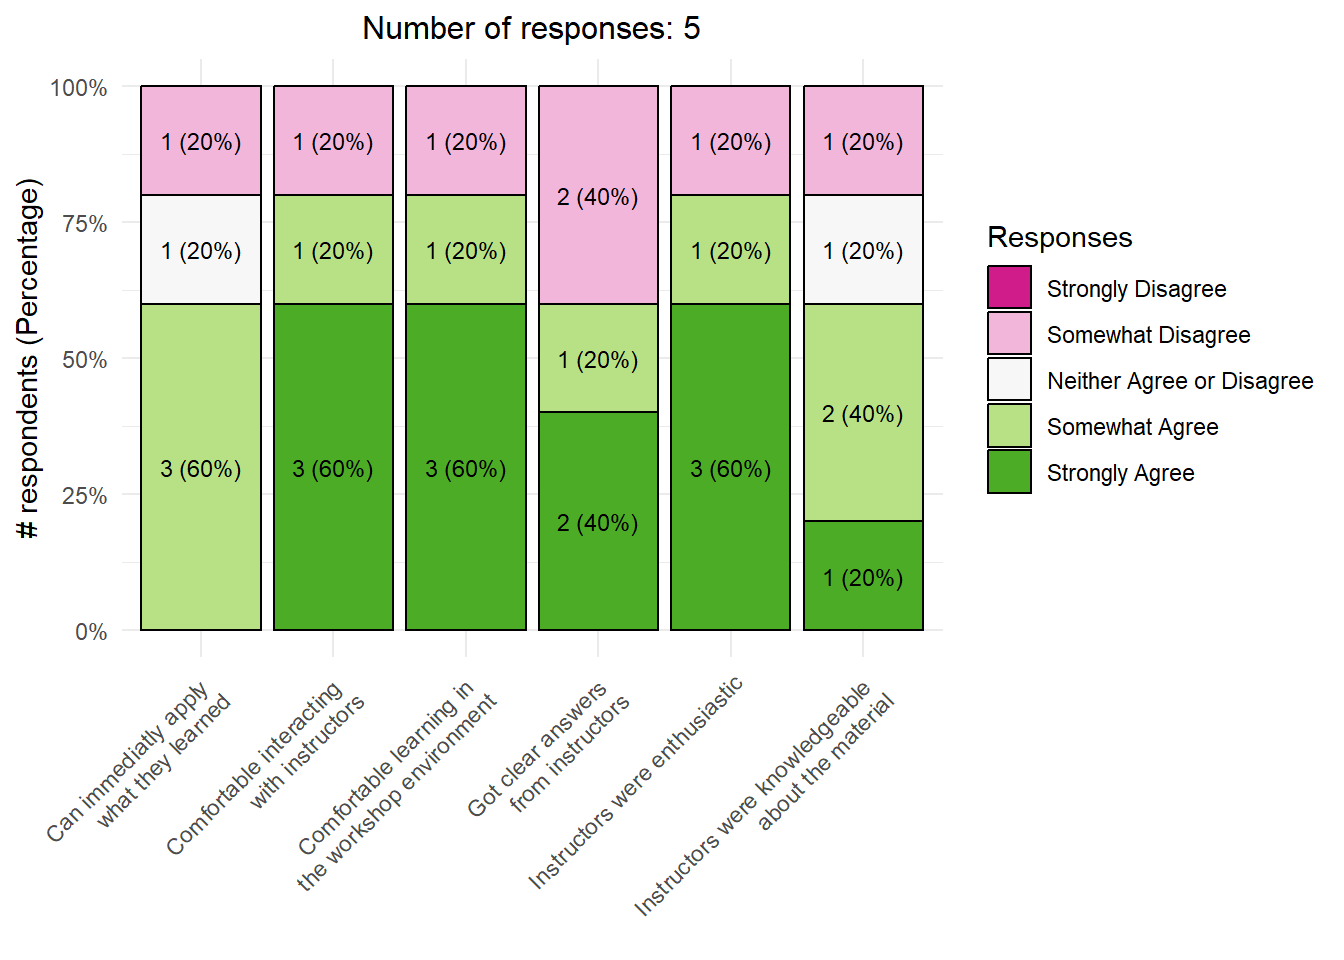 Number of responses: 5
# respondents (Percentage)
100%
75%
50%
25%
0%
1 (20%)
1 (20%)
1 (20%)
2 (40%)
1 (20%)
1 (20%)
1 (20%)
1 (20%)
1 (20%)
1 (20%)
1 (20%)
1 (20%)
2 (40%)
3 (60%)
3 (60%)
3 (60%)
2 (40%)
3 (60%)
1 (20%)
Can immediatly apply
what they learned
Comfortable interacting
with instructors
Comfortable learning in
the workshop environment
Got clear answers
from instructors
Instructors were enthusiastic
Instructors were knowledgeable
about the material
Responses
Strongly Disagree
Somewhat Disagree
Neither Agree or Disagree
Somewhat Agree
Strongly Agree